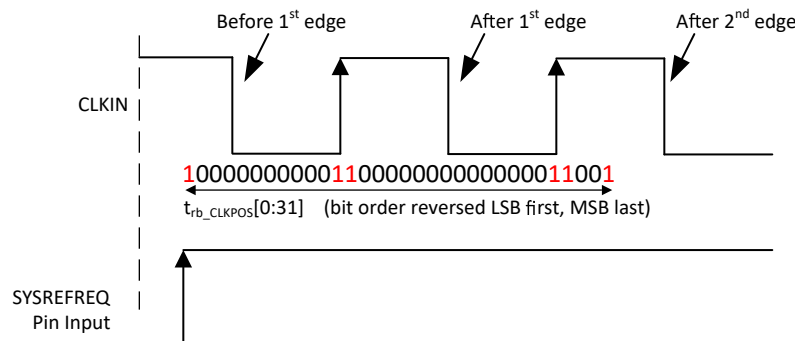 Before 1st edge
After 1st edge
After 2nd edge
CLKIN
10000000000110000000000000011001
trb_CLKPOS[0:31] (bit order reversed LSB first, MSB last)
SYSREFREQ
Pin Input